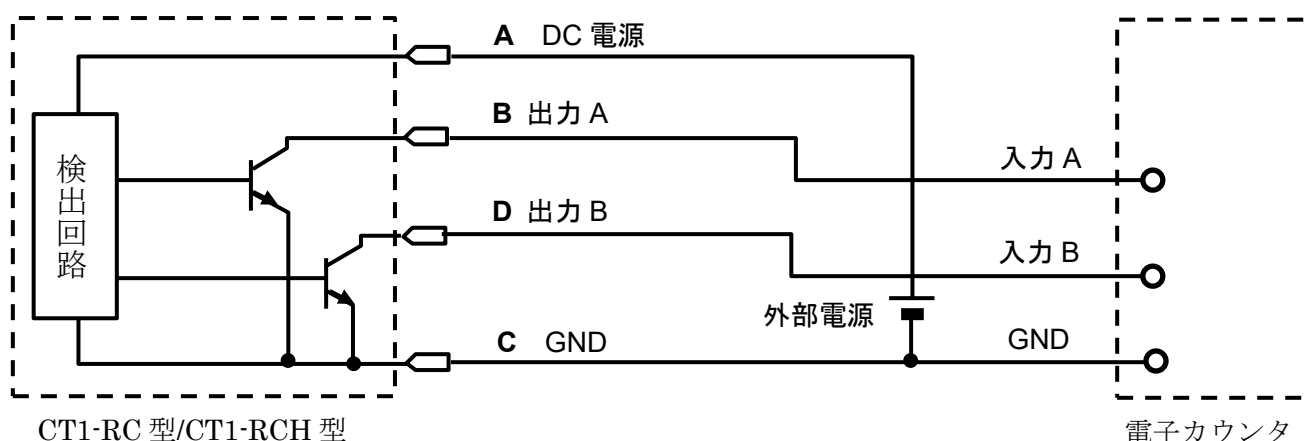 A DC 電源
B 出力 A
入力 A
検出回路
D 出力 B
入力 B
外部電源
C GND
GND
CT1-RC 型/CT1-RCH 型
電子カウンタ